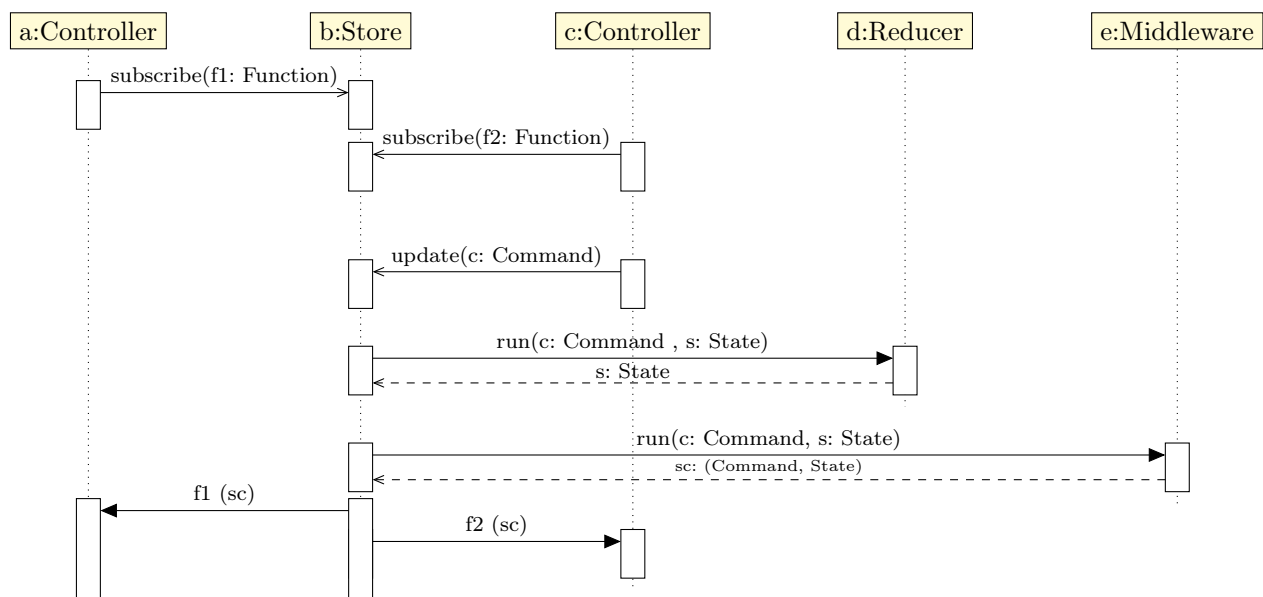 a:Controller
b:Store
c:Controller
d:Reducer
e:Middleware
subscribe(f1: Function)
subscribe(f2: Function)
update(c: Command)
run(c: Command , s: State)
s: State
run(c: Command, s: State)
sc: (Command, State)
f1 (sc)
f2 (sc)